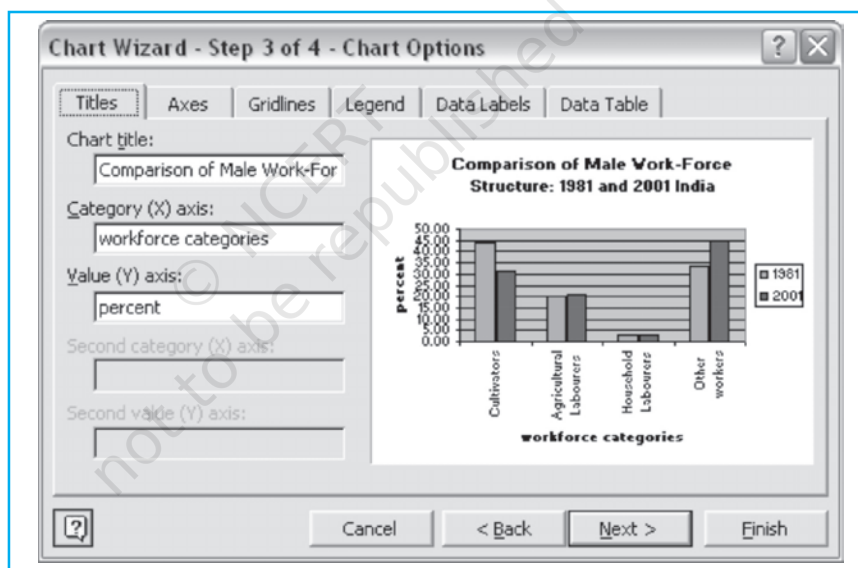 Chart Wizard - Step 3 of 4 - Chart Options
Titles
Axes
Gridlines
Legend
Data Labels
Data Table
Chart title:
Comparison of Male Work-For
Category (X) axis:
workforce categories
Value (Y) axis:
percent
Second category (X) axis:
Second value (Y) axis:
Comparison of Male Work-Force
Structure: 1981 and 2001 India
percent
50.00
45.00
40.00
35.00
30.00
25.00
20.00
15.00
10.00
5.00
0.00
Cultivators
Agricultural
Labourers
Household
Labourers
Other
workers
workforce categories
1981
2001
Cancel
< Back
Next >
Finish
© NCERT
not to be republished